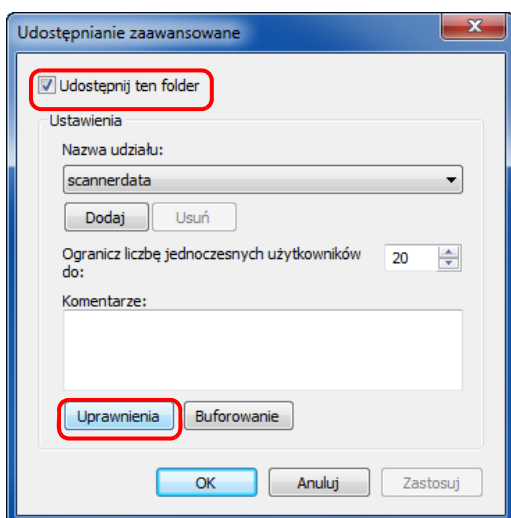 Udostępnianie zaawansowane
Udostępnij ten folder
Ustawienia
Nazwa udziału:
scannerdata
Dodaj Usuń
Ogranicz liczbę jednoczesnych użytkowników 20
do:
Komentarze:
Uprawnienia Buforowanie
OK Anuluj Zastosuj